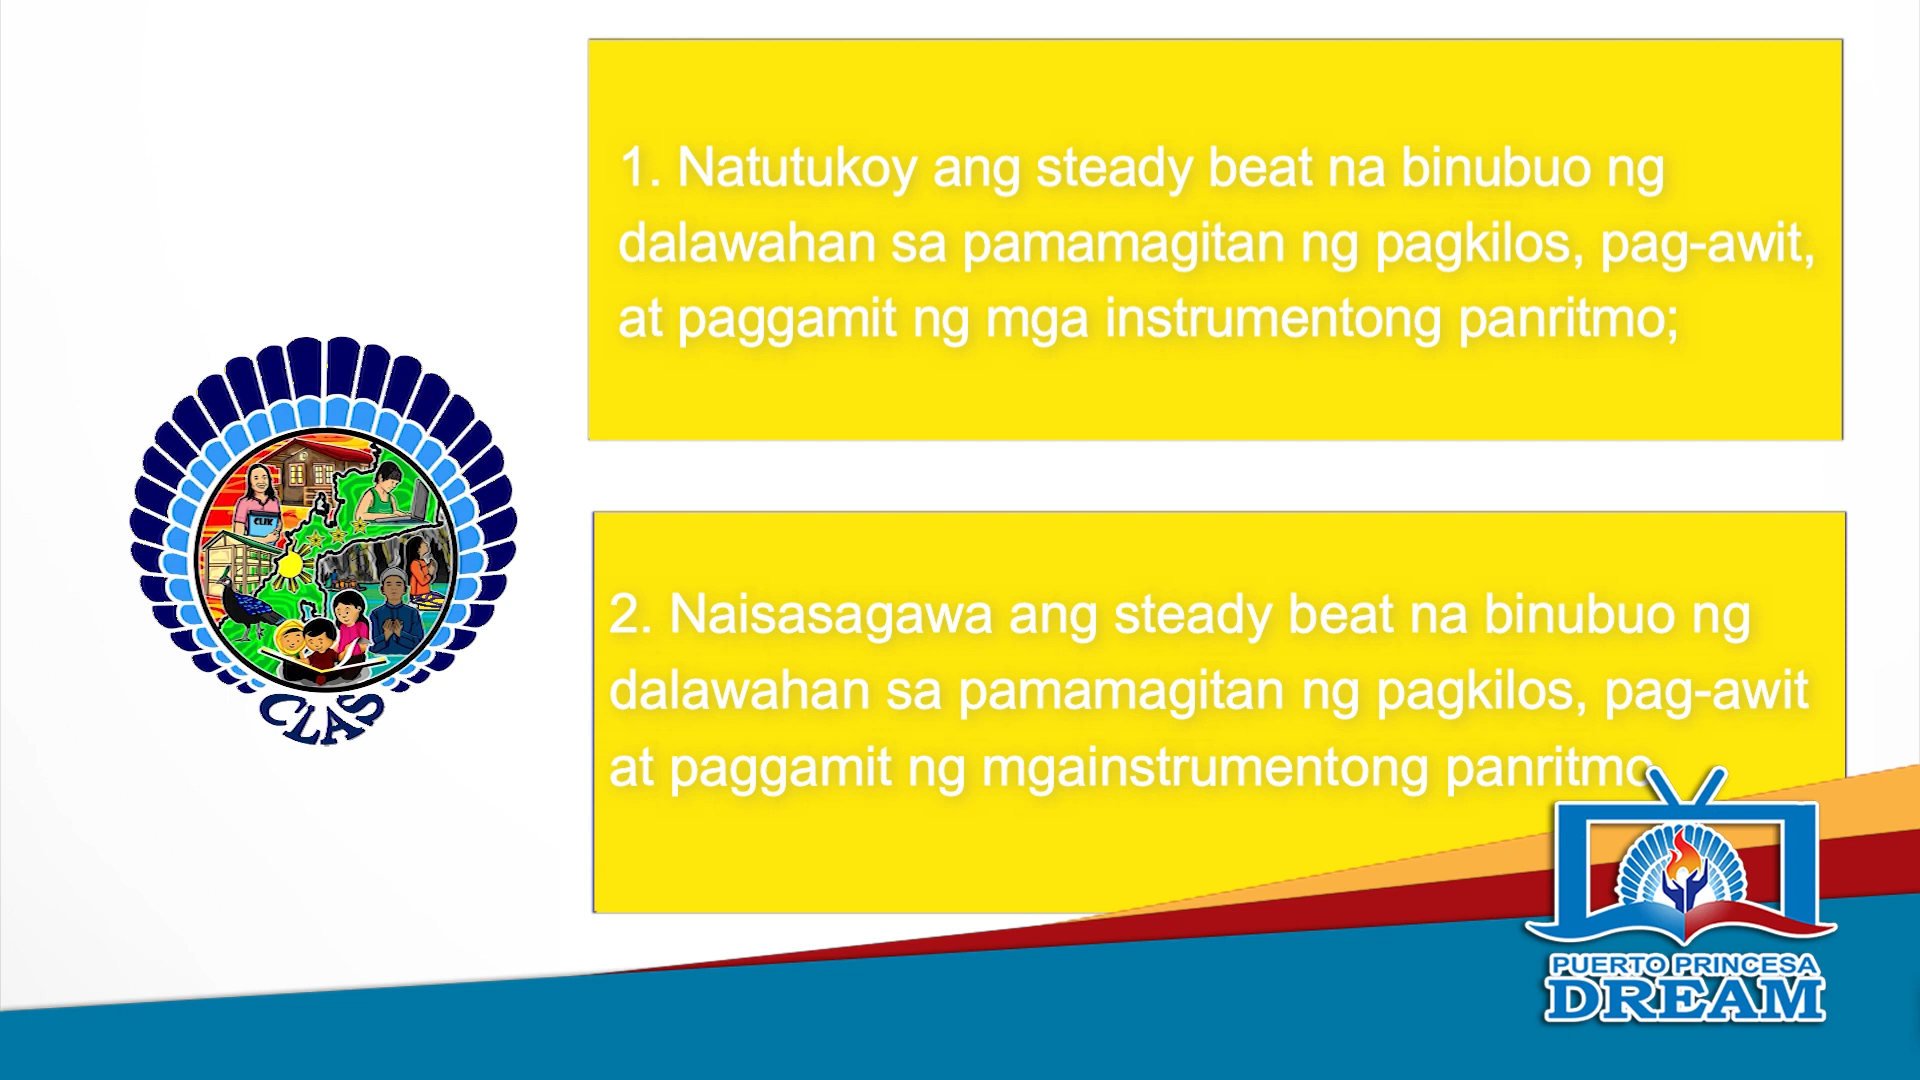 1. Natutukoy ang steady beat na binubuo ng
dalawahan sa pamamagitan ng pagkilos, pag-awit,
at paggamit ng mga instrumentong panritmo;
CLJK
CLAS
2. Naisasagawa ang steady beat na binubuo ng
dalawahan sa pamamagitan ng pagkilos, pag-awit
at paggamit ng mgainstrumentong panritmo
PUERTO PRINCESA
DREAM